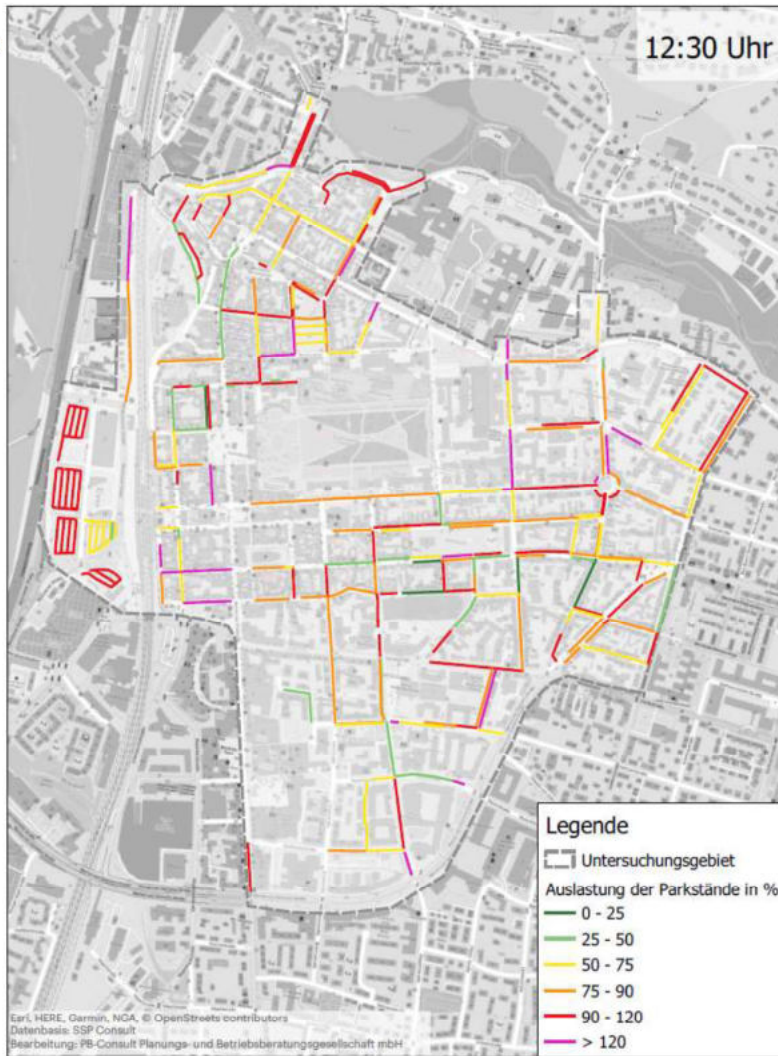 12:30 Uhr
Legende
Untersuchungsgebiet
Auslastung der Parkstände in %
0 - 25
25 - 50
50 - 75
75 - 90
90 - 120
> 120
Esri, HERE, Garmin, NGA, © OpenStreets contributors
Datenbasis: SSP Consult
Bearbeitung: PB-Consult Planungs- und Betriebsberatungsgesellschaft mbH